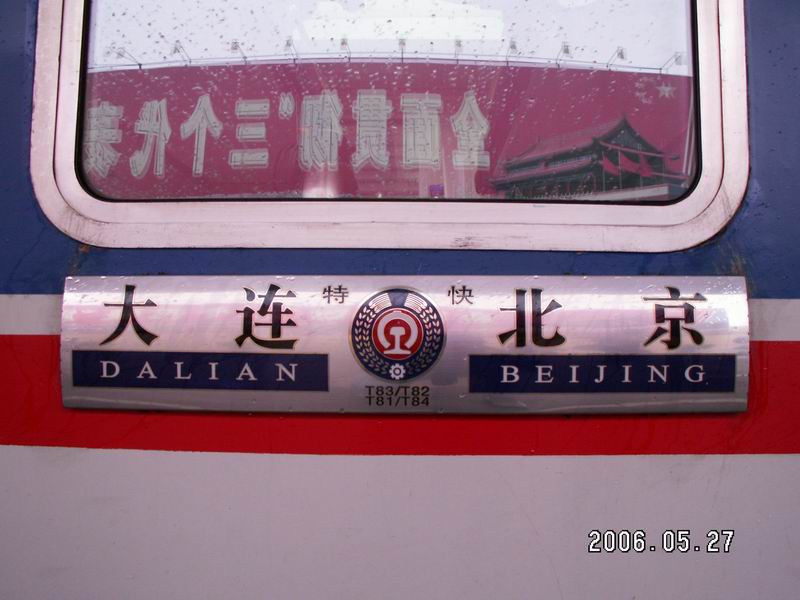 全面贯彻“三个代表
大连 特 快 北京
DALIAN BEIJING
T83/T82
T81/T84
2006.05.27